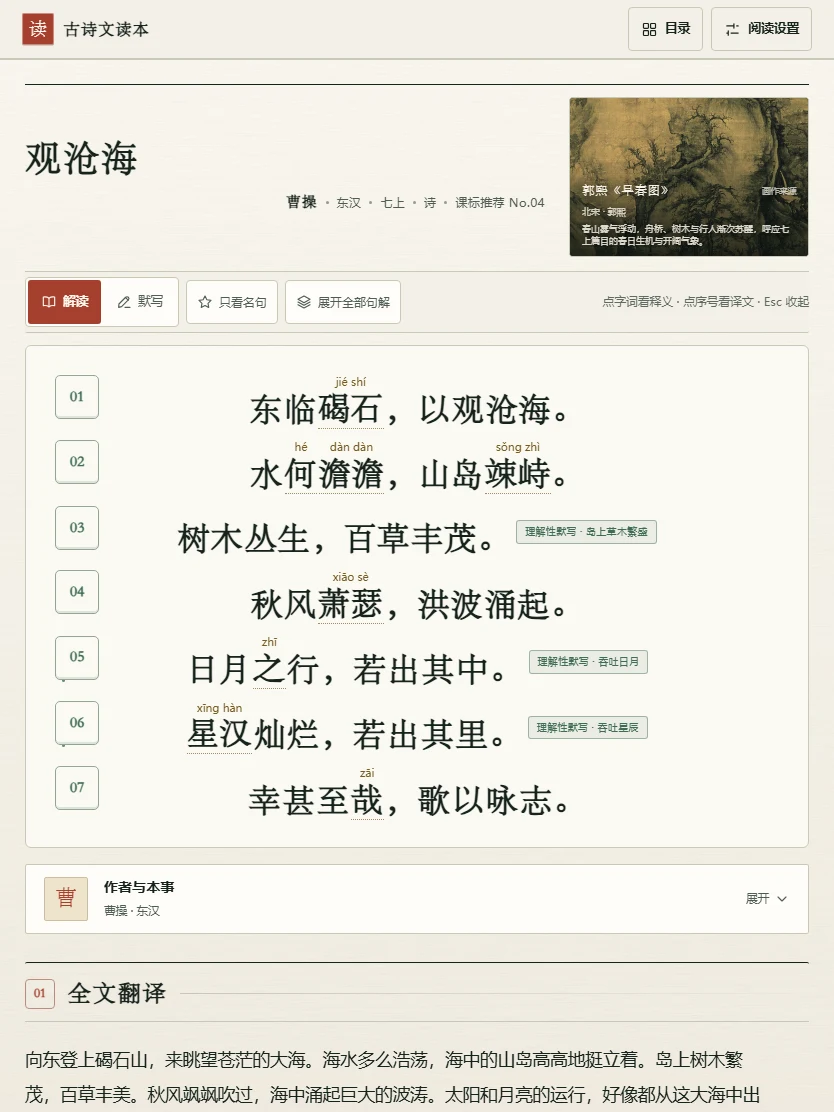 读 古诗文读本 目录 阅读设置
观沧海
曹操 · 东汉 · 七上 · 诗 · 课标推荐 No.04
郭熙《早春图》 画作来源
北宋 · 郭熙
春山雾气浮动，舟桥、树木与行人渐次苏醒，呼应七
上篇目的春日生机与开阔气象。
解读 默写 只看名句 展开全部句解 点字词看释义 · 点序号看译文 · Esc 收起
jié shí
01 东临碣石，以观沧海。
hé dàn dàn sǒng zhì
02 水何澹澹，山岛竦峙。
03 树木丛生，百草丰茂。 理解性默写 · 岛上草木繁盛
xiāo sè
04 秋风萧瑟，洪波涌起。
zhī
05 日月之行，若出其中。 理解性默写 · 吞吐日月
xīng hàn
06 星汉灿烂，若出其里。 理解性默写 · 吞吐星辰
zāi
07 幸甚至哉，歌以咏志。
曹 作者与本事
曹操 · 东汉
展开
01 全文翻译
向东登上碣石山，来眺望苍茫的大海。海水多么浩荡，海中的山岛高高地挺立着。岛上树木繁
茂，百草丰美。秋风飒飒吹过，海中涌起巨大的波涛。太阳和月亮的运行，好像都从这大海中出